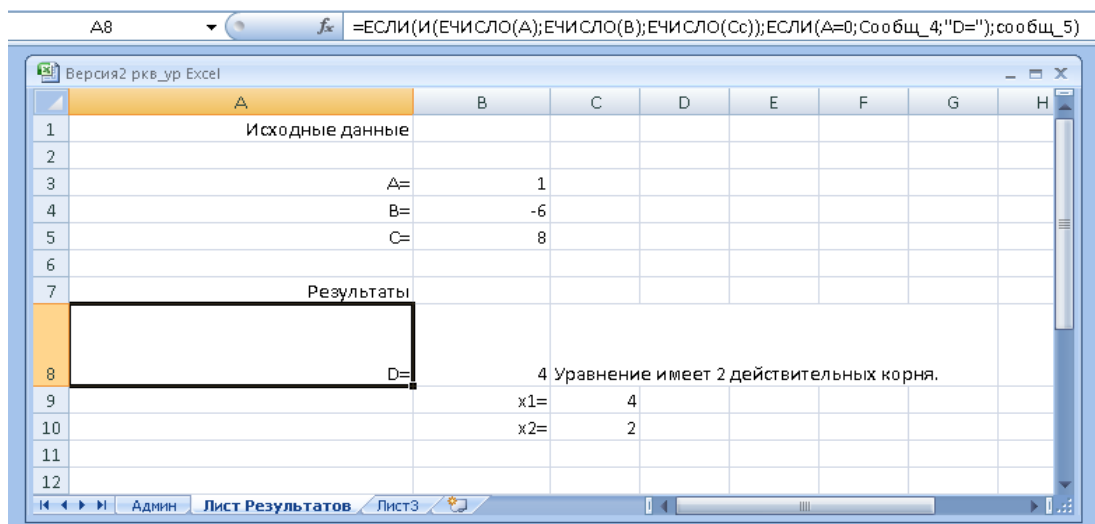 A8 fx =ЕСЛИ(И(ЕЧИСЛО(A);ЕЧИСЛО(B);ЕЧИСЛО(Cc));ЕСЛИ(A=0;Сообщ_4;"D=");сообщ_5)
Версия2 ркв_ур Excel
A B C D E F G H
1 Исходные данные
2
3 A= 1
4 B= -6
5 C= 8
6
7 Результаты
8 D= 4 Уравнение имеет 2 действительных корня.
9 x1= 4
10 x2= 2
11
12
Админ Лист Результатов Лист3